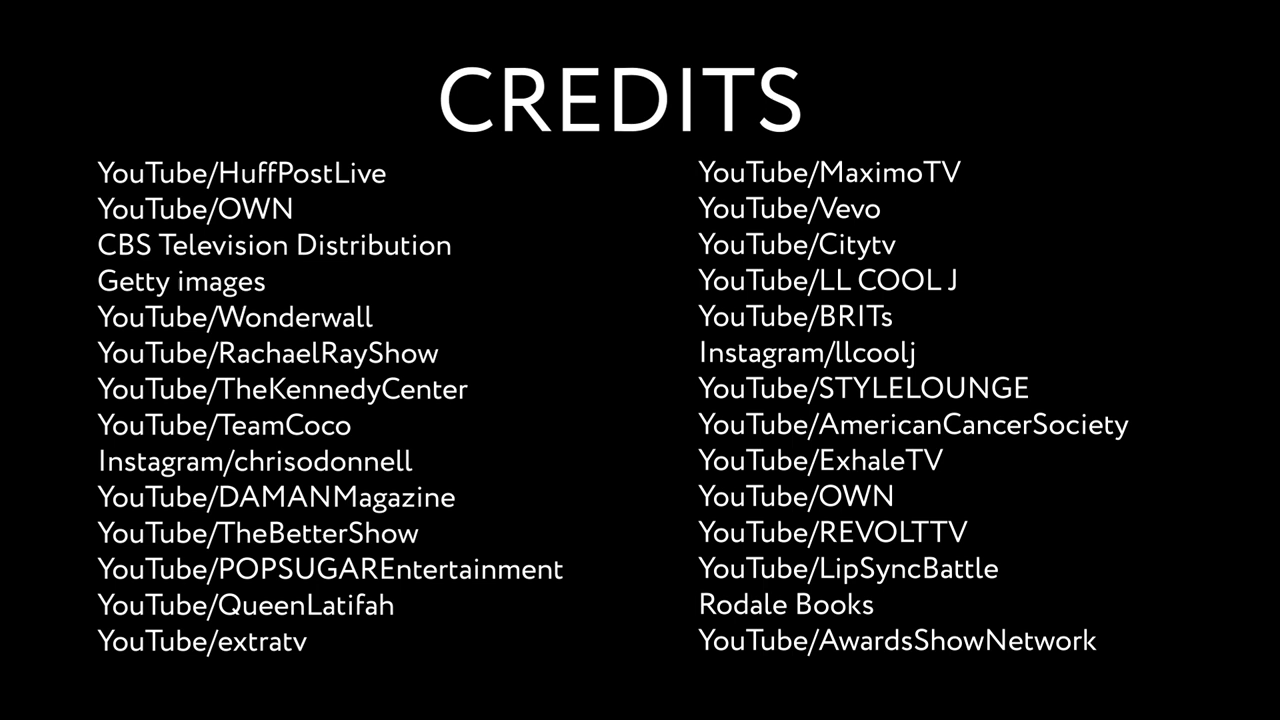 CREDITS
YouTube/HuffPostLive
YouTube/OWN
CBS Television Distribution
Getty images
YouTube/Wonderwall
YouTube/RachaelRayShow
YouTube/TheKennedyCenter
YouTube/TeamCoco
Instagram/chrisodonnell
YouTube/DAMANMagazine
YouTube/TheBetterShow
YouTube/POPSUGAREntertainment
YouTube/QueenLatifah
YouTube/extratv
YouTube/MaximoTV
YouTube/Vevo
YouTube/Citytv
YouTube/LL COOL J
YouTube/BRITs
Instagram/llcoolj
YouTube/STYLELOUNGE
YouTube/AmericanCancerSociety
YouTube/ExhaleTV
YouTube/OWN
YouTube/REVOLTTV
YouTube/LipSyncBattle
Rodale Books
YouTube/AwardsShowNetwork